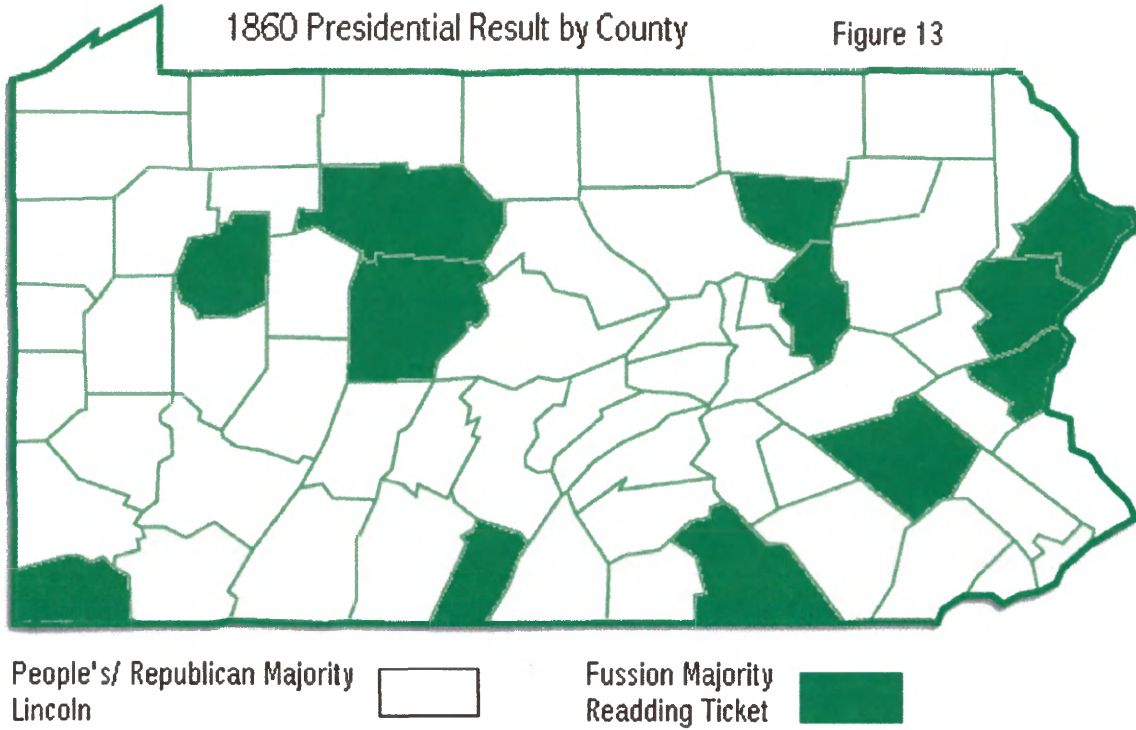 1860 Presidential Result by County
Figure 13
People's/ Republican Majority
Lincoln
Fussion Majority
Readding Ticket